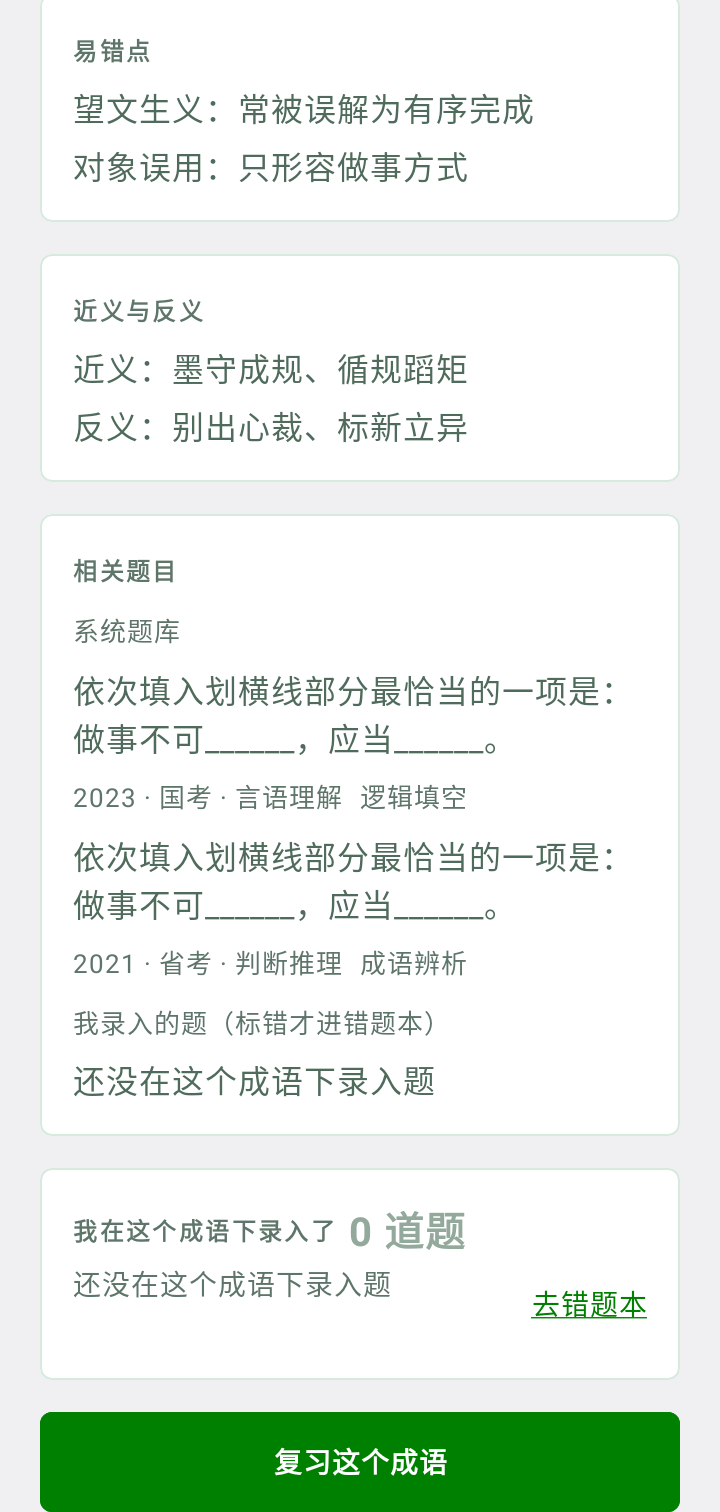 易错点
望文生义：常被误解为有序完成
对象误用：只形容做事方式
近义与反义
近义：墨守成规、循规蹈矩
反义：别出心裁、标新立异
相关题目
系统题库
依次填入划横线部分最恰当的一项是：
做事不可______，应当______。
2023 · 国考 · 言语理解 逻辑填空
依次填入划横线部分最恰当的一项是：
做事不可______，应当______。
2021 · 省考 · 判断推理 成语辨析
我录入的题（标错才进错题本）
还没在这个成语下录入题
我在这个成语下录入了 0 道题
还没在这个成语下录入题
去错题本
复习这个成语